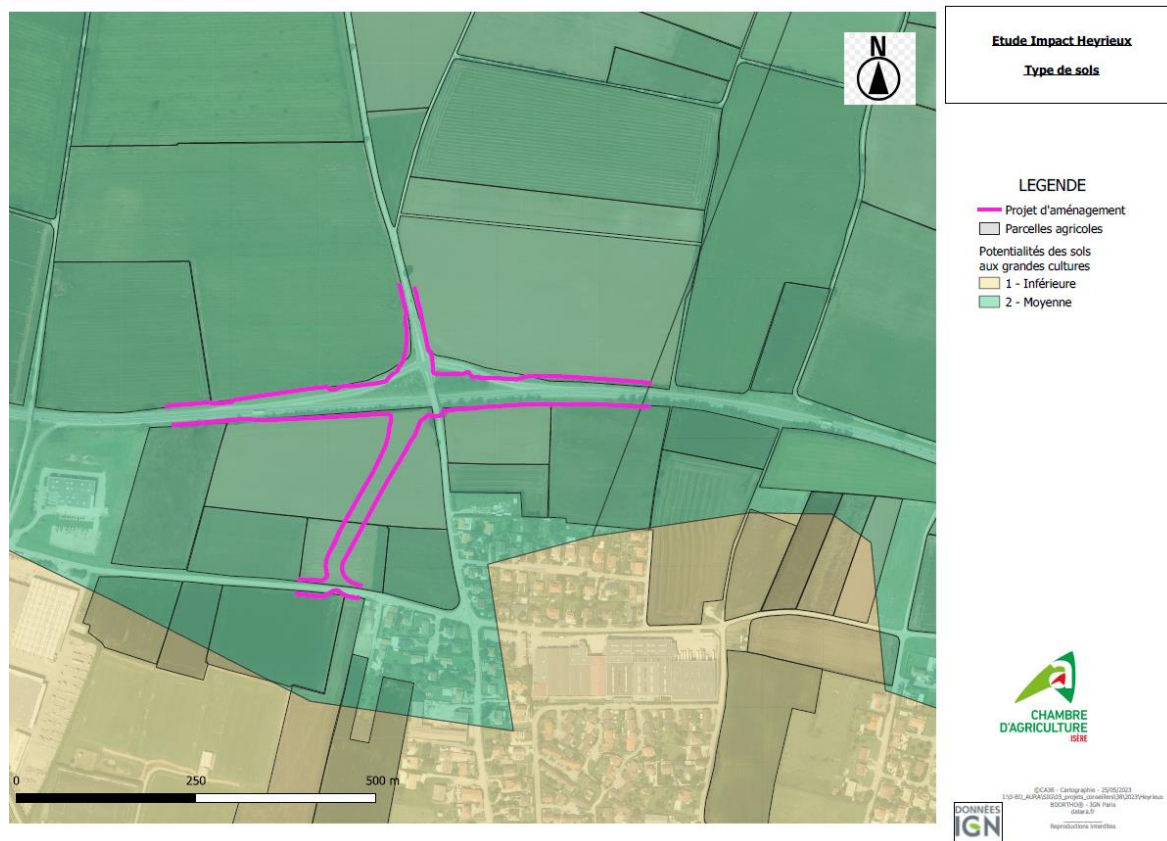 N
Etude Impact Heyrieux
Type de sols
LEGENDE
Projet d'aménagement
Parcelles agricoles
Potentialités des sols
aux grandes cultures
1 - Inférieure
2 - Moyenne
0 250 500 m
CHAMBRE
D'AGRICULTURE
ISÈRE
©CA38 - Cartographie - 25/05/2023
BDORTHO® - IGN Paris
datara.fr
Reproductions interdites
DONNÉES
IGN